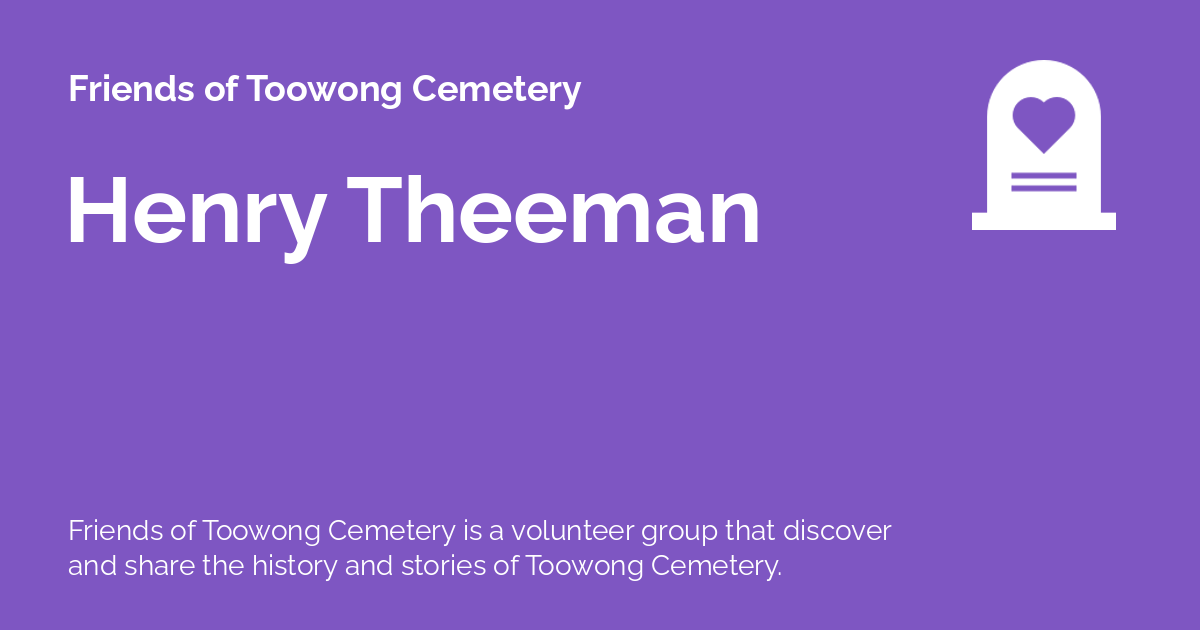 Friends of Toowong Cemetery
Henry Theeman
Friends of Toowong Cemetery is a volunteer group that discover
and share the history and stories of Toowong Cemetery.